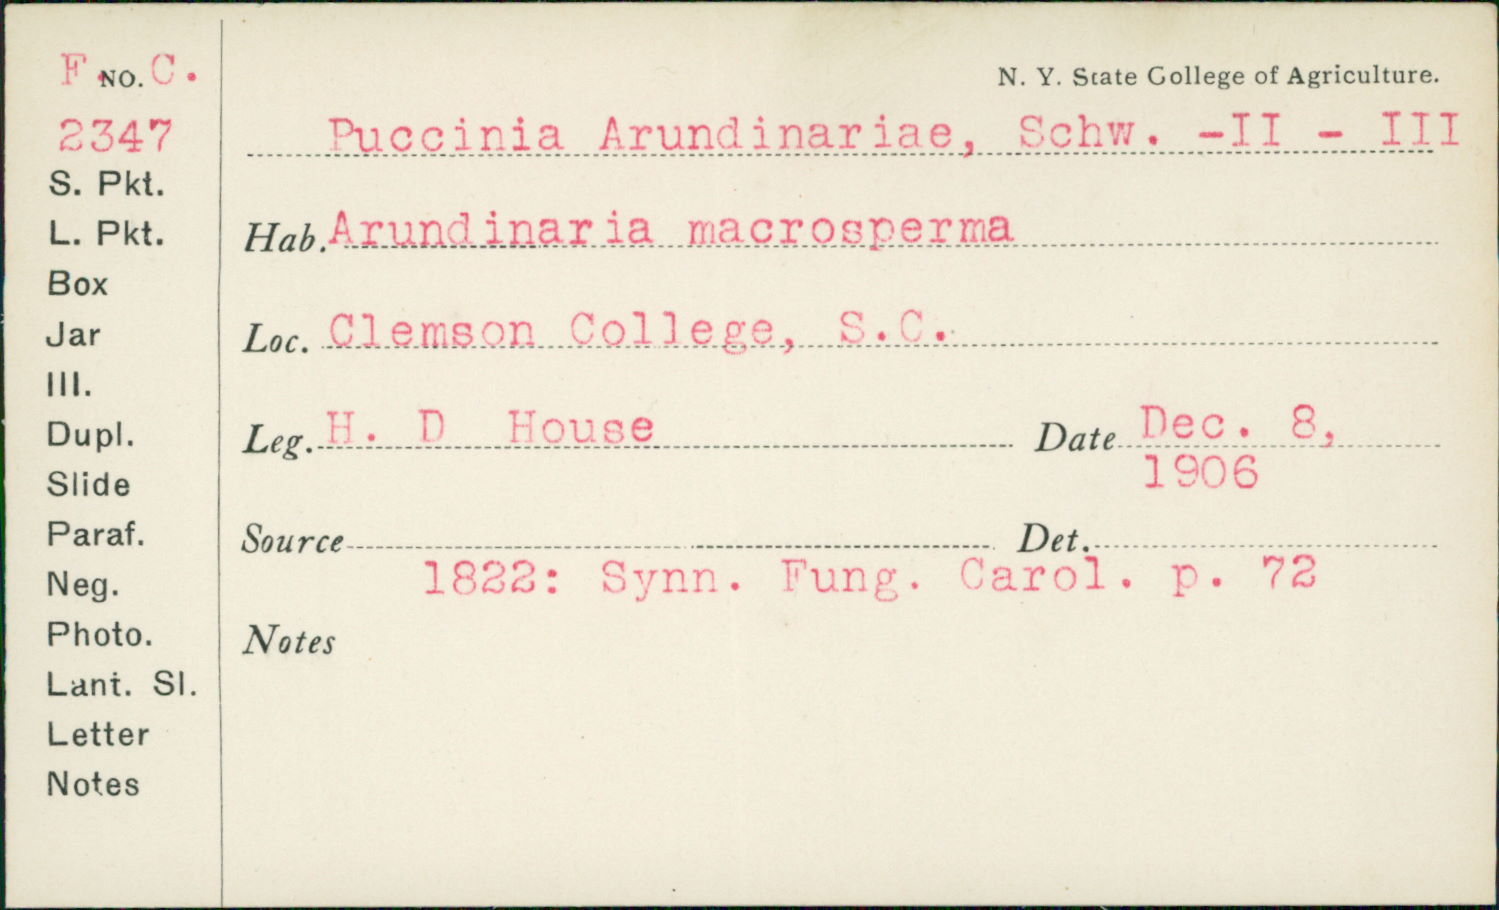 F. NO. C.
N. Y. State College of Agriculture.
2347
Puccinia Arundinariae, Schw. -II - III
S. Pkt.
L. Pkt.
Hab. Arundinaria macrosperma
Box
Jar
Loc. Clemson College, S.C.
Ill.
Dupl.
Leg. H. D House Date Dec. 8,
1906
Slide
Paraf.
Source Det.
Neg.
1822: Synn. Fung. Carol. p. 72
Photo.
Notes
Lant. Sl.
Letter
Notes